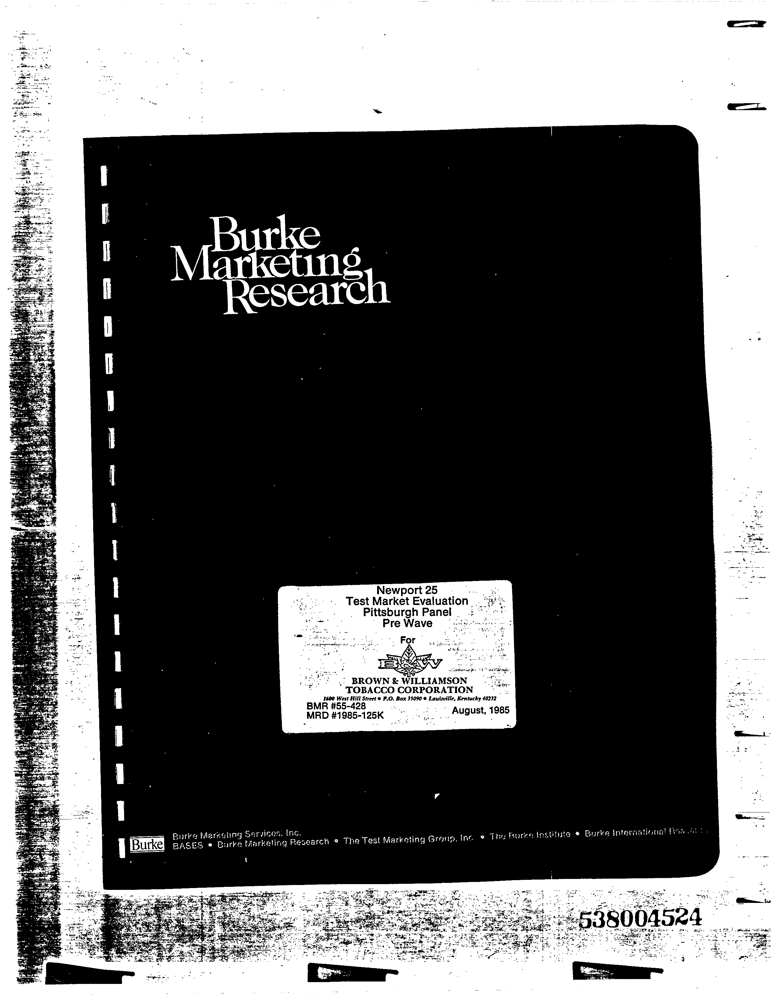 Burke
Marketing
Research
Newport 25
Test Market Evaluation
Pittsburgh Panel
Pre Wave
For
B&W
BROWN & WILLIAMSON
TOBACCO CORPORATION
1600 West Hill Street • P.O. Box 35090 • Louisville, Kentucky 40232
BMR #55-428
MRD #1985-125K August, 1985
Burke Marketing Services, Inc.
Burke BASES • Burke Marketing Research • The Test Marketing Group, Inc. • The Burke Institute • Burke International
538004524